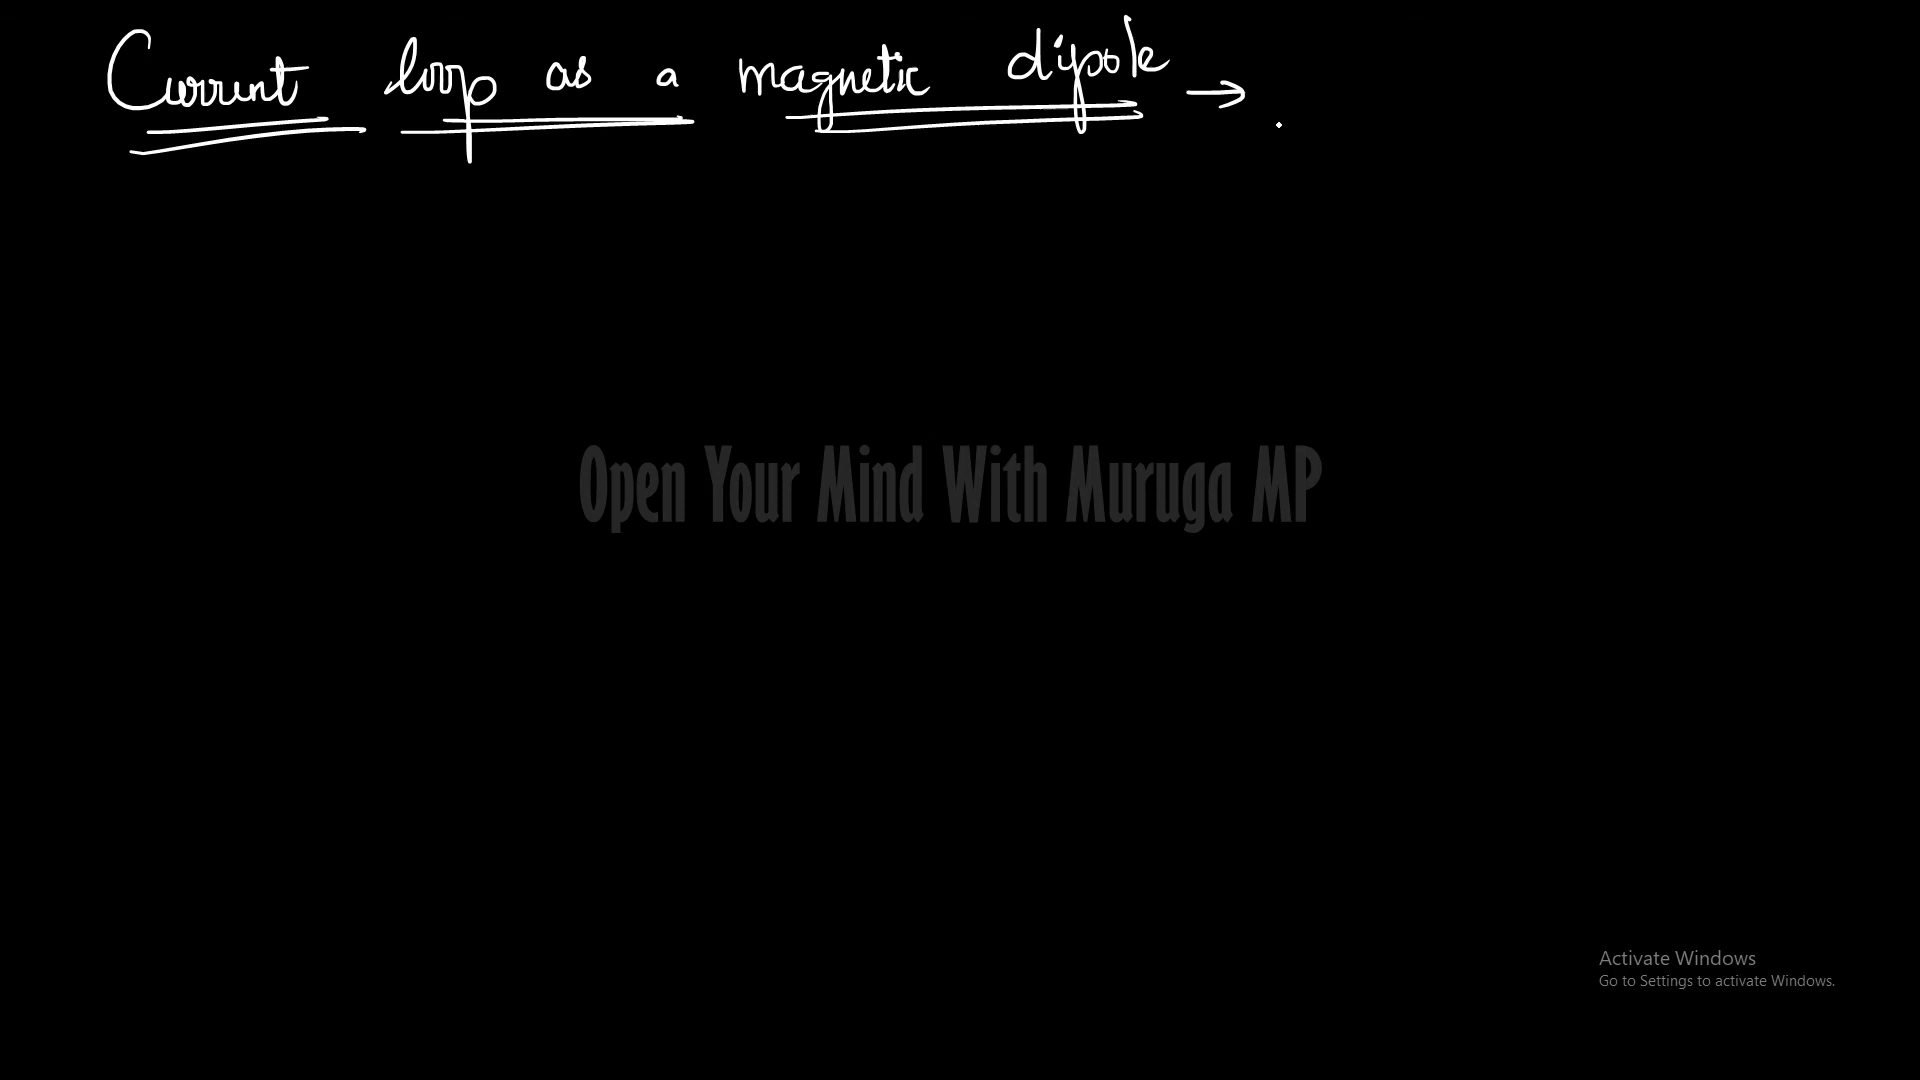 Current loop as a magnetic dipole →
Open Your Mind With Muruga MP
Activate Windows
Go to Settings to activate Windows.